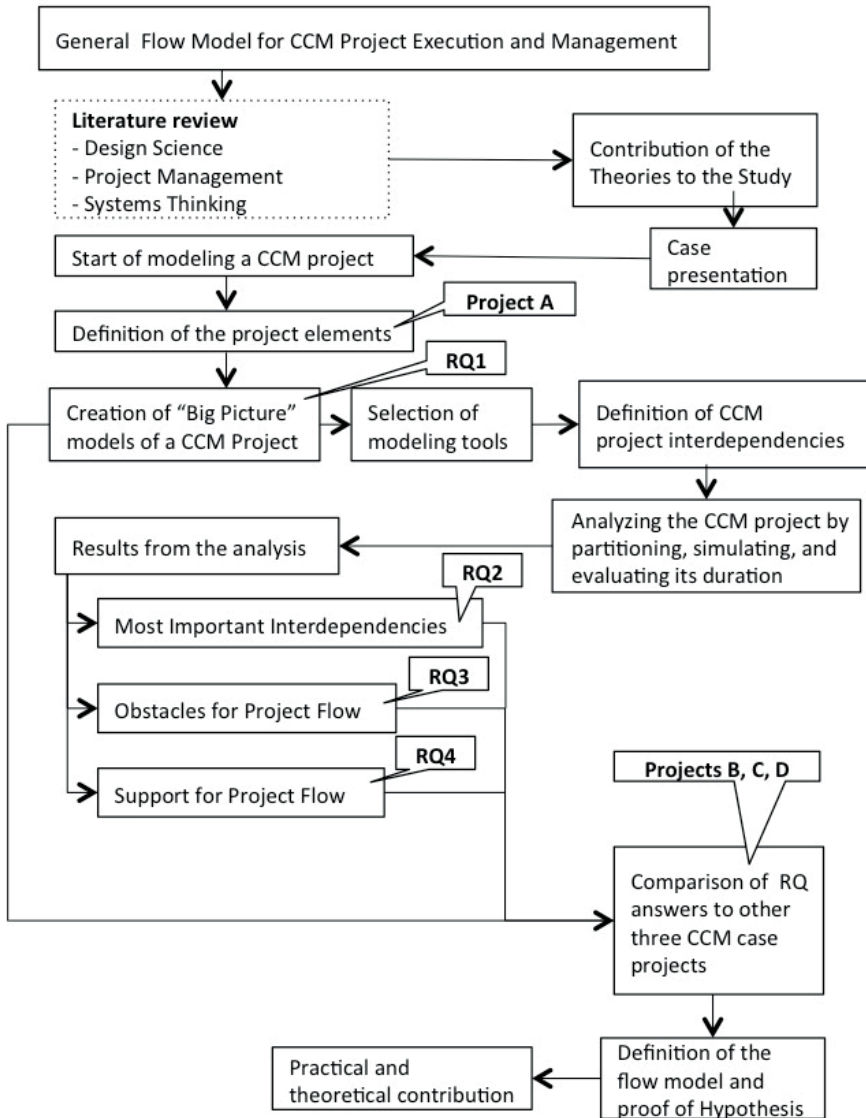 General Flow Model for CCM Project Execution and Management
Literature review
- Design Science
- Project Management
- Systems Thinking
Contribution of the
Theories to the Study
Case
presentation
Start of modeling a CCM project
Project A
Definition of the project elements
RQ1
Creation of “Big Picture”
models of a CCM Project
Selection of
modeling tools
Definition of CCM
project interdependencies
Analyzing the CCM project by
partitioning, simulating, and
evaluating its duration
Results from the analysis
RQ2
Most Important Interdependencies
RQ3
Obstacles for Project Flow
RQ4
Support for Project Flow
Projects B, C, D
Comparison of RQ
answers to other
three CCM case
projects
Definition of the
flow model and
proof of Hypothesis
Practical and
theoretical contribution